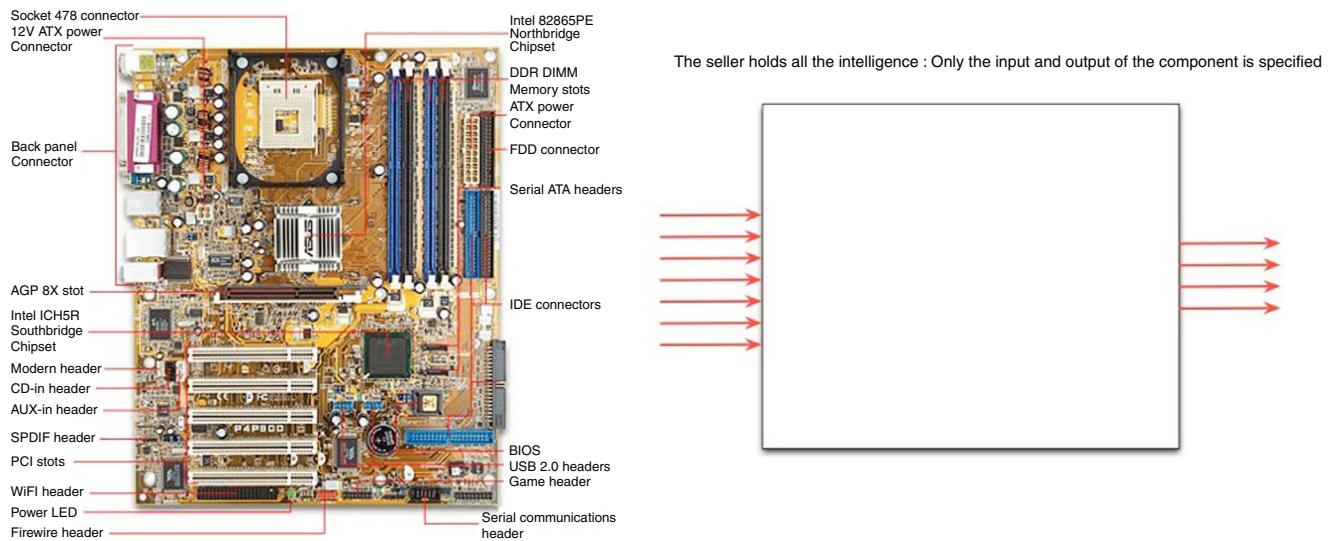 Socket 478 connector
12V ATX power
Connector
Back panel
Connector
AGP 8X stot
Intel ICH5R
Southbridge
Chipset
Modern header
CD-in header
AUX-in header
SPDIF header
PCI stots
WiFI header
Power LED
Firewire header
Intel 82865PE
Northbridge
Chipset
DDR DIMM
Memory stots
ATX power
Connector
FDD connector
Serial ATA headers
IDE connectors
BIOS
USB 2.0 headers
Game header
Serial communications
header
ASUS
P4P800
The seller holds all the intelligence : Only the input and output of the component is specified